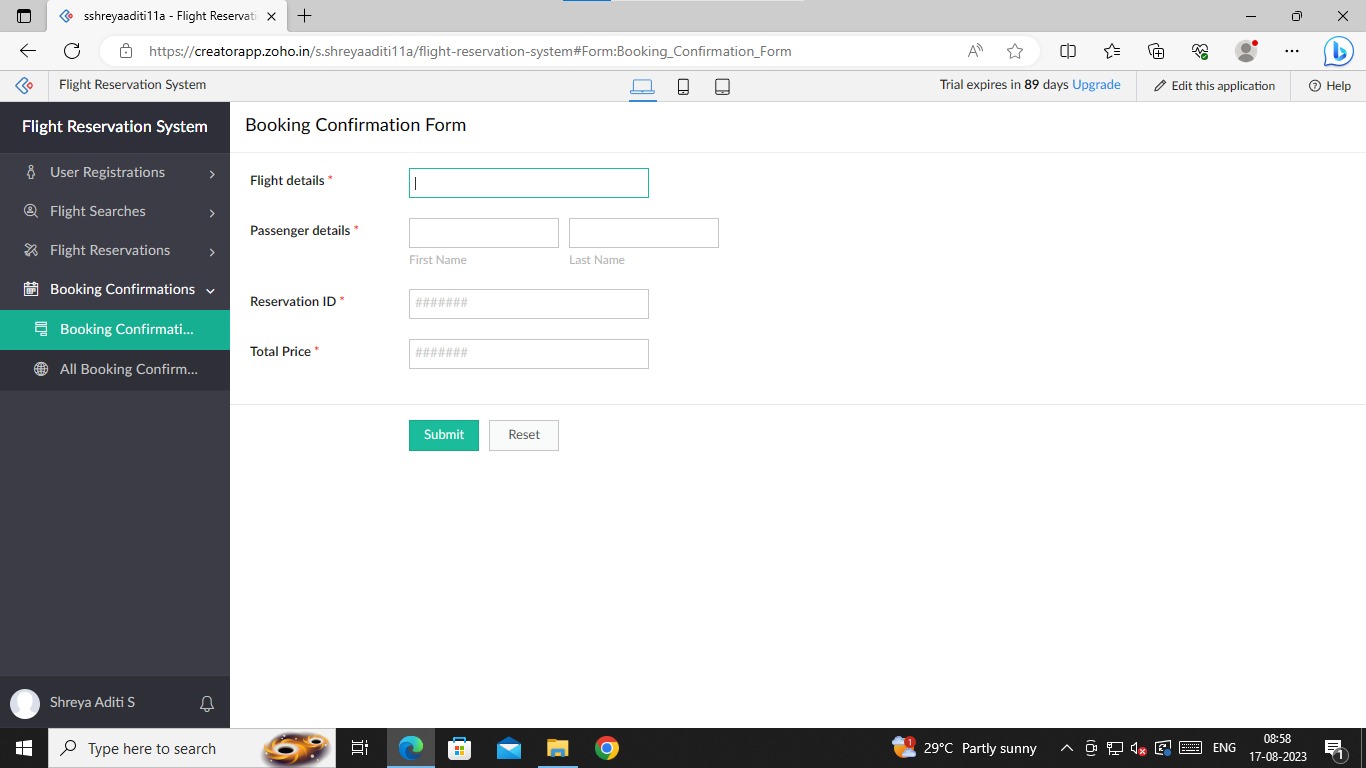 sshreyaaditi11a - Flight Reservati
https://creatorapp.zoho.in/s.shreyaaditi11a/flight-reservation-system#Form:Booking_Confirmation_Form
Flight Reservation System
Trial expires in 89 days Upgrade
Edit this application
Help
Flight Reservation System
User Registrations
Flight Searches
Flight Reservations
Booking Confirmations
Booking Confirmati...
All Booking Confirm...
Shreya Aditi S
Booking Confirmation Form
Flight details *
Passenger details *
First Name
Last Name
Reservation ID *
#######
Total Price *
#######
Submit
Reset
Type here to search
1
29°C Partly sunny
ENG
08:58
17-08-2023
1